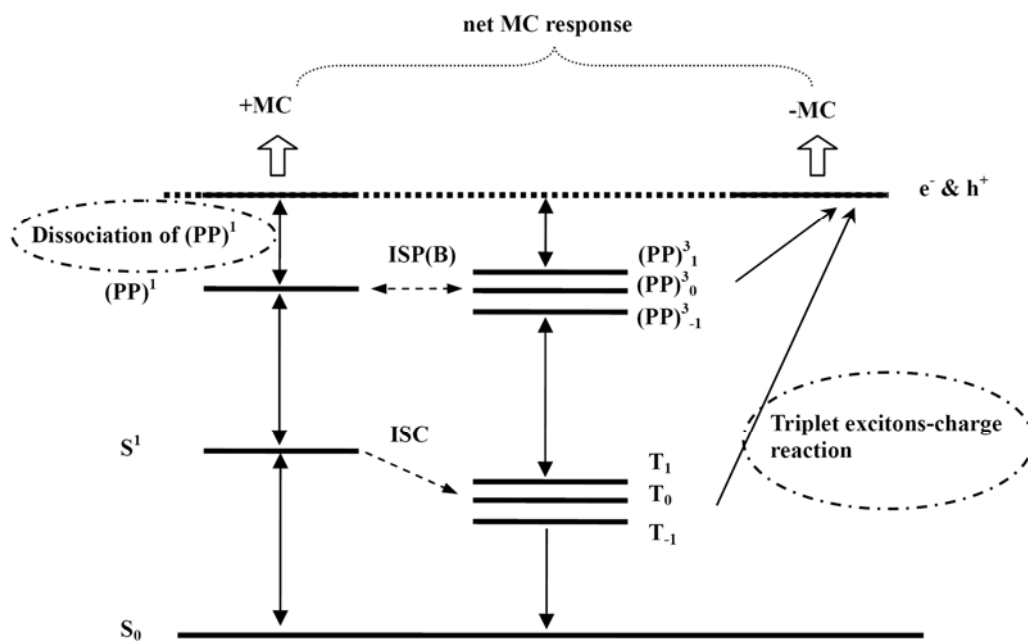 net MC response
+MC
-MC
e⁻ & h⁺
Dissociation of (PP)¹
ISP(B)
(PP)³₁
(PP)¹
(PP)³₀
(PP)³₋₁
Triplet excitons-charge
reaction
S¹
ISC
T₁
T₀
T₋₁
S₀